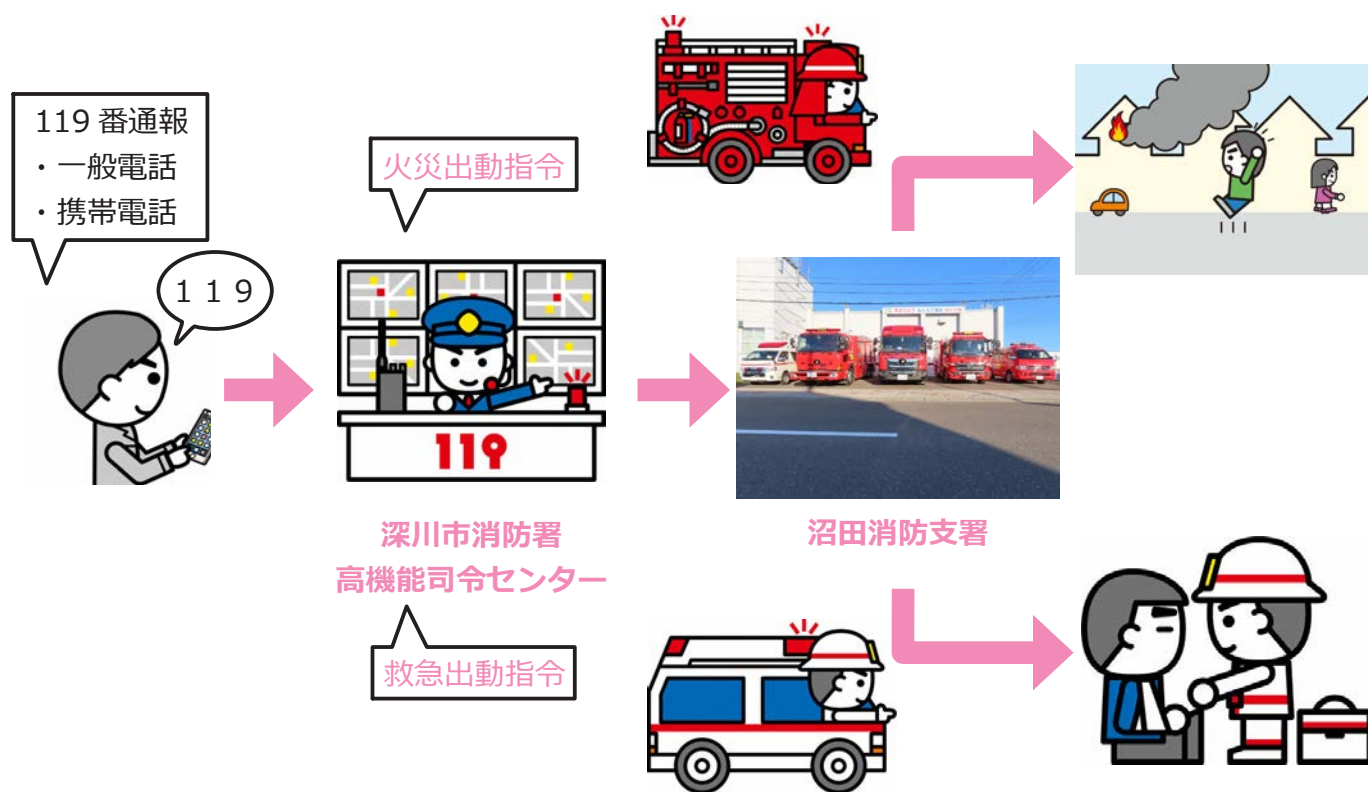 119 番通報
・一般電話
・携帯電話
１１９
火災出動指令
119
深川市消防署
高機能司令センター
救急出動指令
沼田消防支署